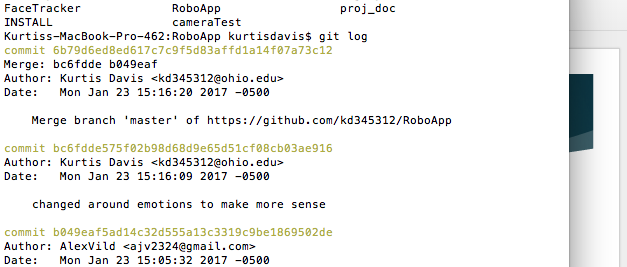 FaceTracker RoboApp proj_doc
INSTALL cameraTest
Kurtiss-MacBook-Pro-462:RoboApp kurtisdavis$ git log
commit 6b79d6ed8ed617c7c9f5d83affd1a14f07a73c12
Merge: bc6fdde b049eaf
Author: Kurtis Davis <kd345312@ohio.edu>
Date: Mon Jan 23 15:16:20 2017 -0500
Merge branch 'master' of https://github.com/kd345312/RoboApp
commit bc6fdde575f02b98d68d9e65d51cf08cb03ae916
Author: Kurtis Davis <kd345312@ohio.edu>
Date: Mon Jan 23 15:16:09 2017 -0500
changed around emotions to make more sense
commit b049eaf5ad14c32d555a13c3319c9be1869502de
Author: AlexVild <ajv2324@gmail.com>
Date: Mon Jan 23 15:05:32 2017 -0500